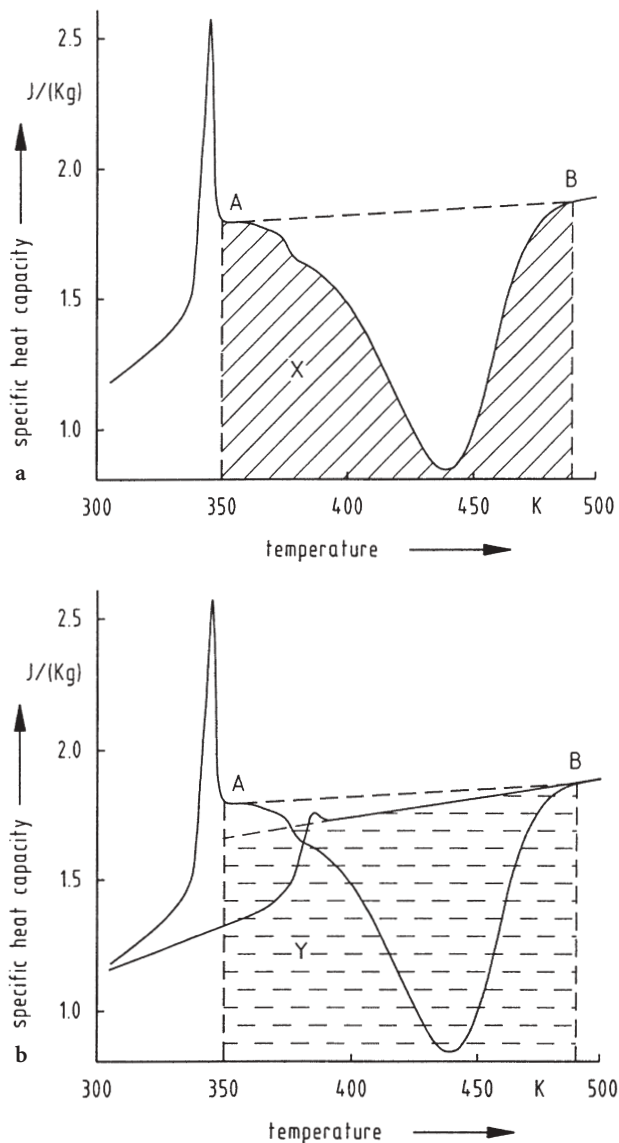 2.5
J/(Kg)
2.0
1.5
1.0
specific heat capacity
A
B
X
a
300 350 400 450 K 500
temperature
2.5
J/(Kg)
2.0
1.5
1.0
specific heat capacity
A
B
Y
b
300 350 400 450 K 500
temperature